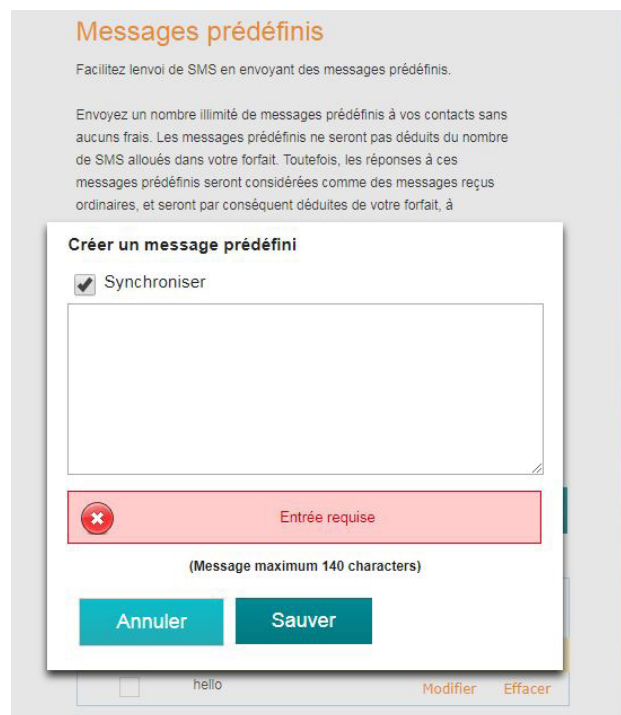 Messages prédéfinis
Facilitez lenvoi de SMS en envoyant des messages prédéfinis.
Envoyez un nombre illimité de messages prédéfinis à vos contacts sans
aucuns frais. Les messages prédéfinis ne seront pas déduits du nombre
de SMS alloués dans votre forfait. Toutefois, les réponses à ces
messages prédéfinis seront considérées comme des messages reçus
ordinaires, et seront par conséquent déduites de votre forfait, à
Créer un message prédéfini
Synchroniser
Entrée requise
(Message maximum 140 characters)
Annuler Sauver
hello Modifier Effacer